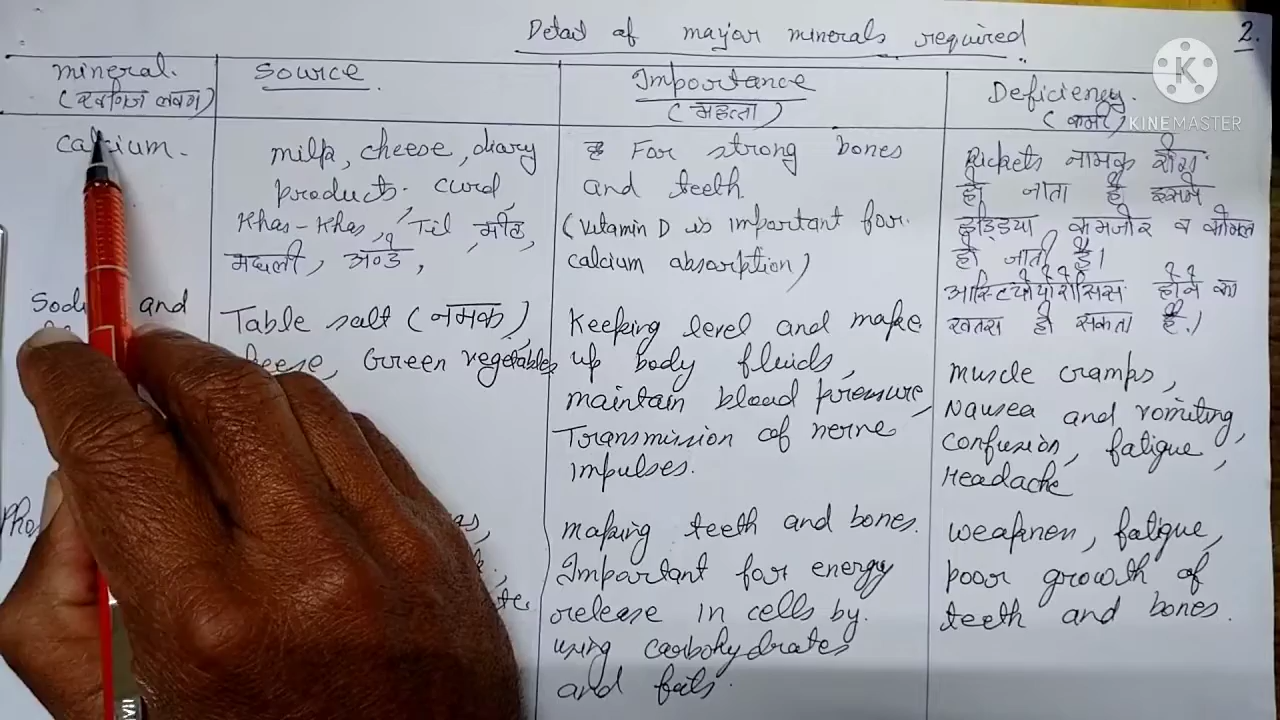 Detail of major minerals required
2.
mineral.
(खनिज लवण)
Source
Importance
(महत्ता)
Deficiency.
(कमी)
K
KINEMASTER
calcium.
milk, cheese, diary
products. curd,
Khas-Khas, Til, मीट,
मछली, अण्डे,
For strong bones
and teeth
(Vitamin D is important for
calcium absorption)
Rickets नामक रोग
हो जाता है इसमें
हड्डिया कमजोर व कोमल
हो जाती है।
होने का
खतरा हो सकता है।
and
Table salt (नमक),
Green vegetables
Keeping level and make
up body fluids,
maintain blood pressure,
Transmission of nerve
impulses.
muscle cramps,
Nausea and vomiting,
confusion, fatigue,
Headache
making teeth and bones.
Important for energy
release in cells by
using carbohydrates
and fats.
weakness, fatigue,
poor growth of
teeth and bones.